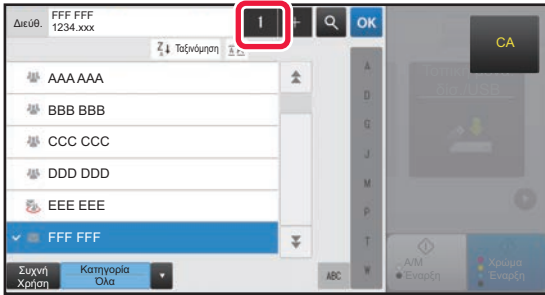 Διεύθ.
FFF FFF
1234.xxx
1
+
OK
CA
Ταξινόμηση
AAA AAA
BBB BBB
CCC CCC
DDD DDD
EEE EEE
FFF FFF
A
D
G
J
M
P
T
W
Συχνή
Χρήση
Κατηγορία
Όλα
ABC
A/M
Έναρξη
Χρώμα
Έναρξη